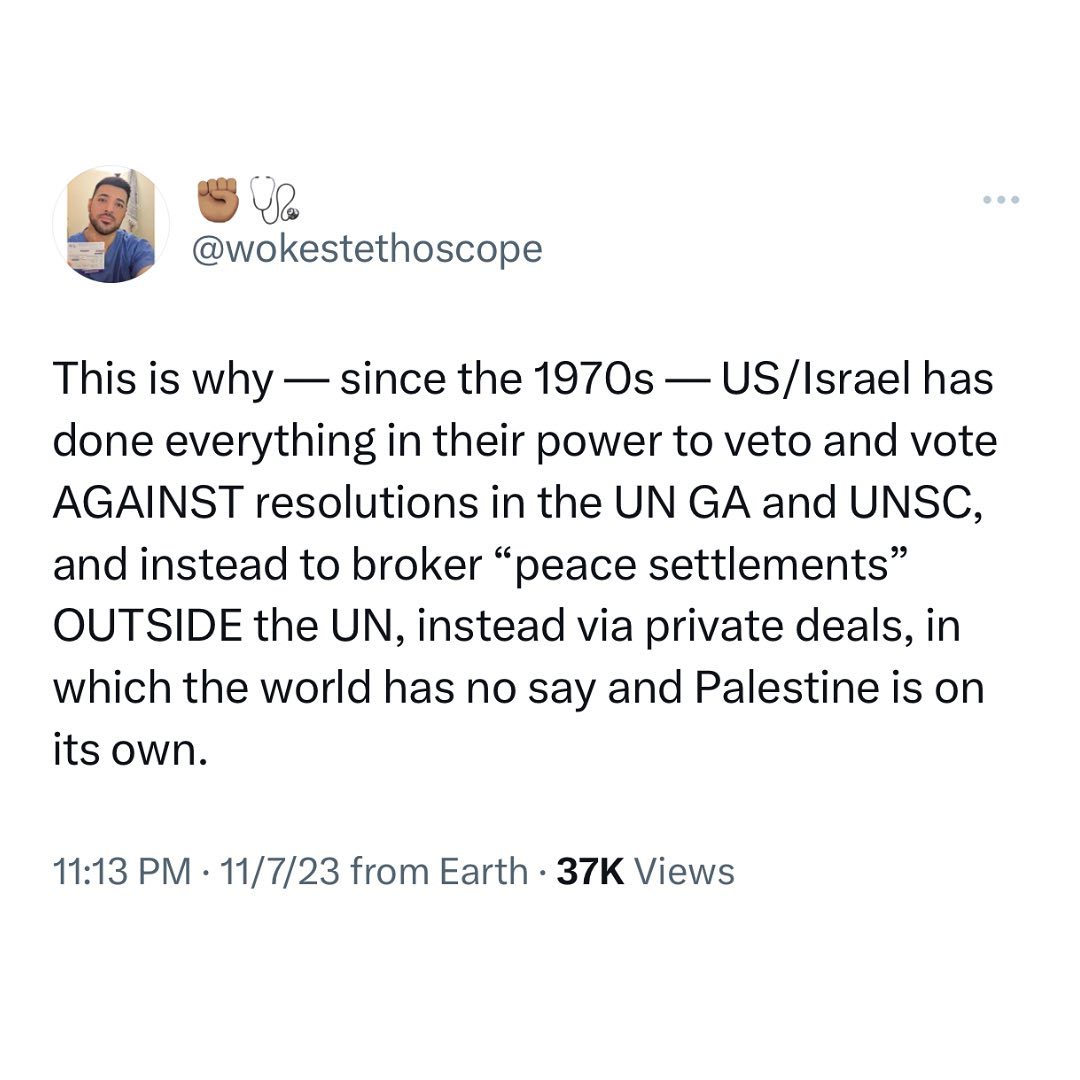 ✊🏽🩺
@wokestethoscope
This is why — since the 1970s — US/Israel has
done everything in their power to veto and vote
AGAINST resolutions in the UN GA and UNSC,
and instead to broker “peace settlements”
OUTSIDE the UN, instead via private deals, in
which the world has no say and Palestine is on
its own.
11:13 PM · 11/7/23 from Earth · 37K Views